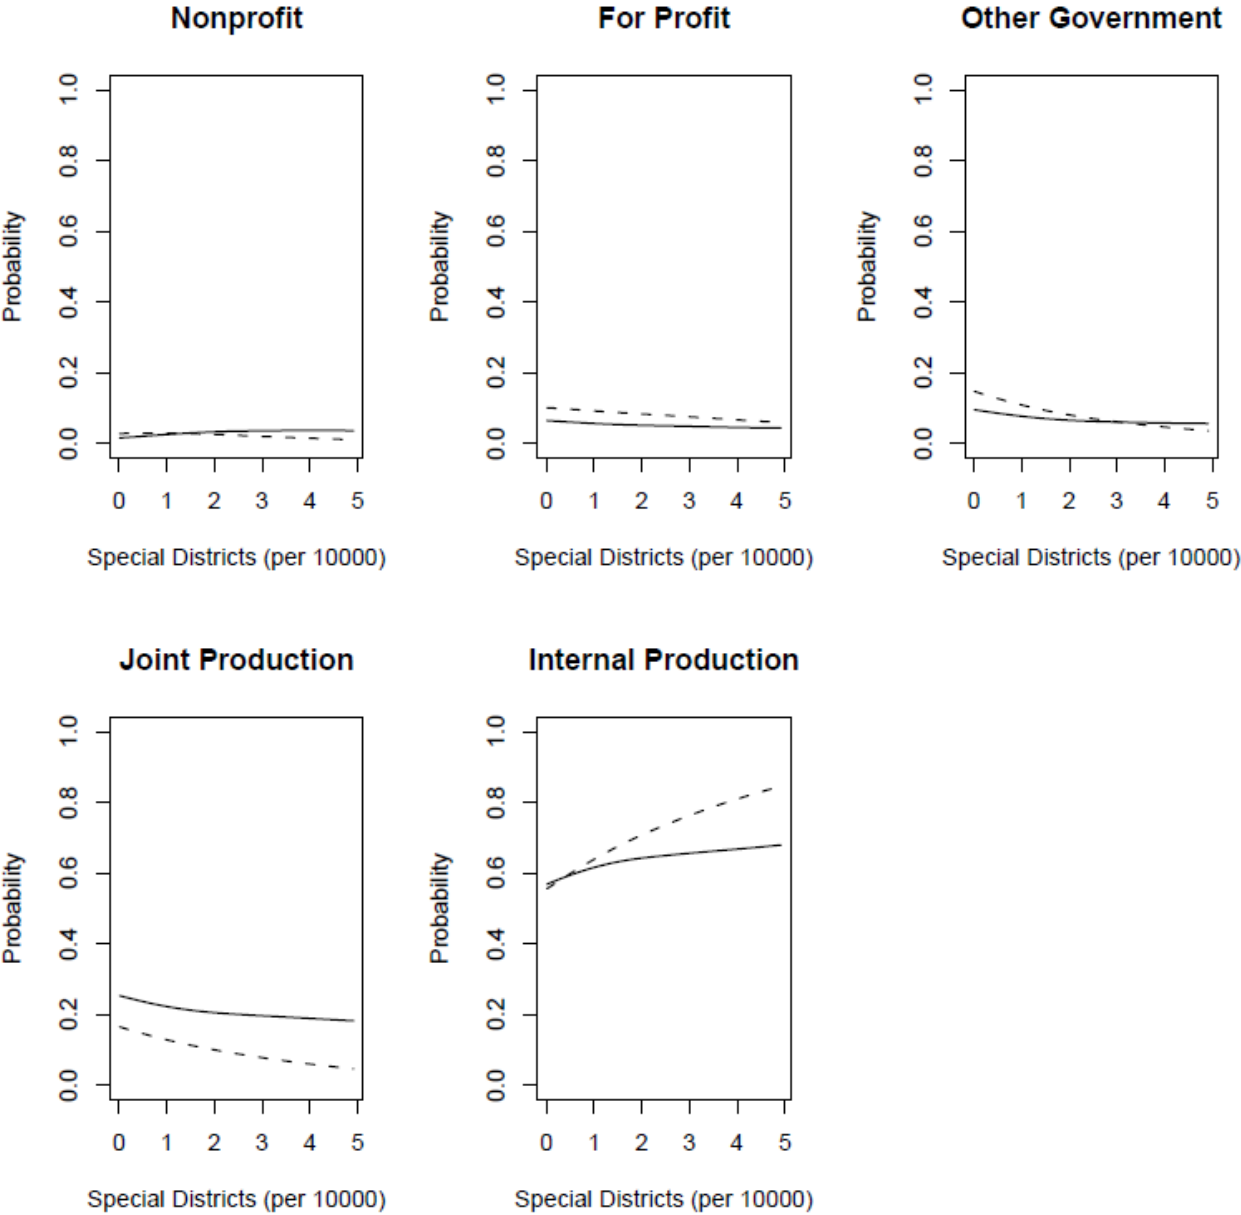 Nonprofit
Probability
1.0
0.8
0.6
0.4
0.2
0.0
0 1 2 3 4 5
Special Districts (per 10000)
For Profit
Probability
1.0
0.8
0.6
0.4
0.2
0.0
0 1 2 3 4 5
Special Districts (per 10000)
Other Government
Probability
1.0
0.8
0.6
0.4
0.2
0.0
0 1 2 3 4 5
Special Districts (per 10000)
Joint Production
Probability
1.0
0.8
0.6
0.4
0.2
0.0
0 1 2 3 4 5
Special Districts (per 10000)
Internal Production
Probability
1.0
0.8
0.6
0.4
0.2
0.0
0 1 2 3 4 5
Special Districts (per 10000)